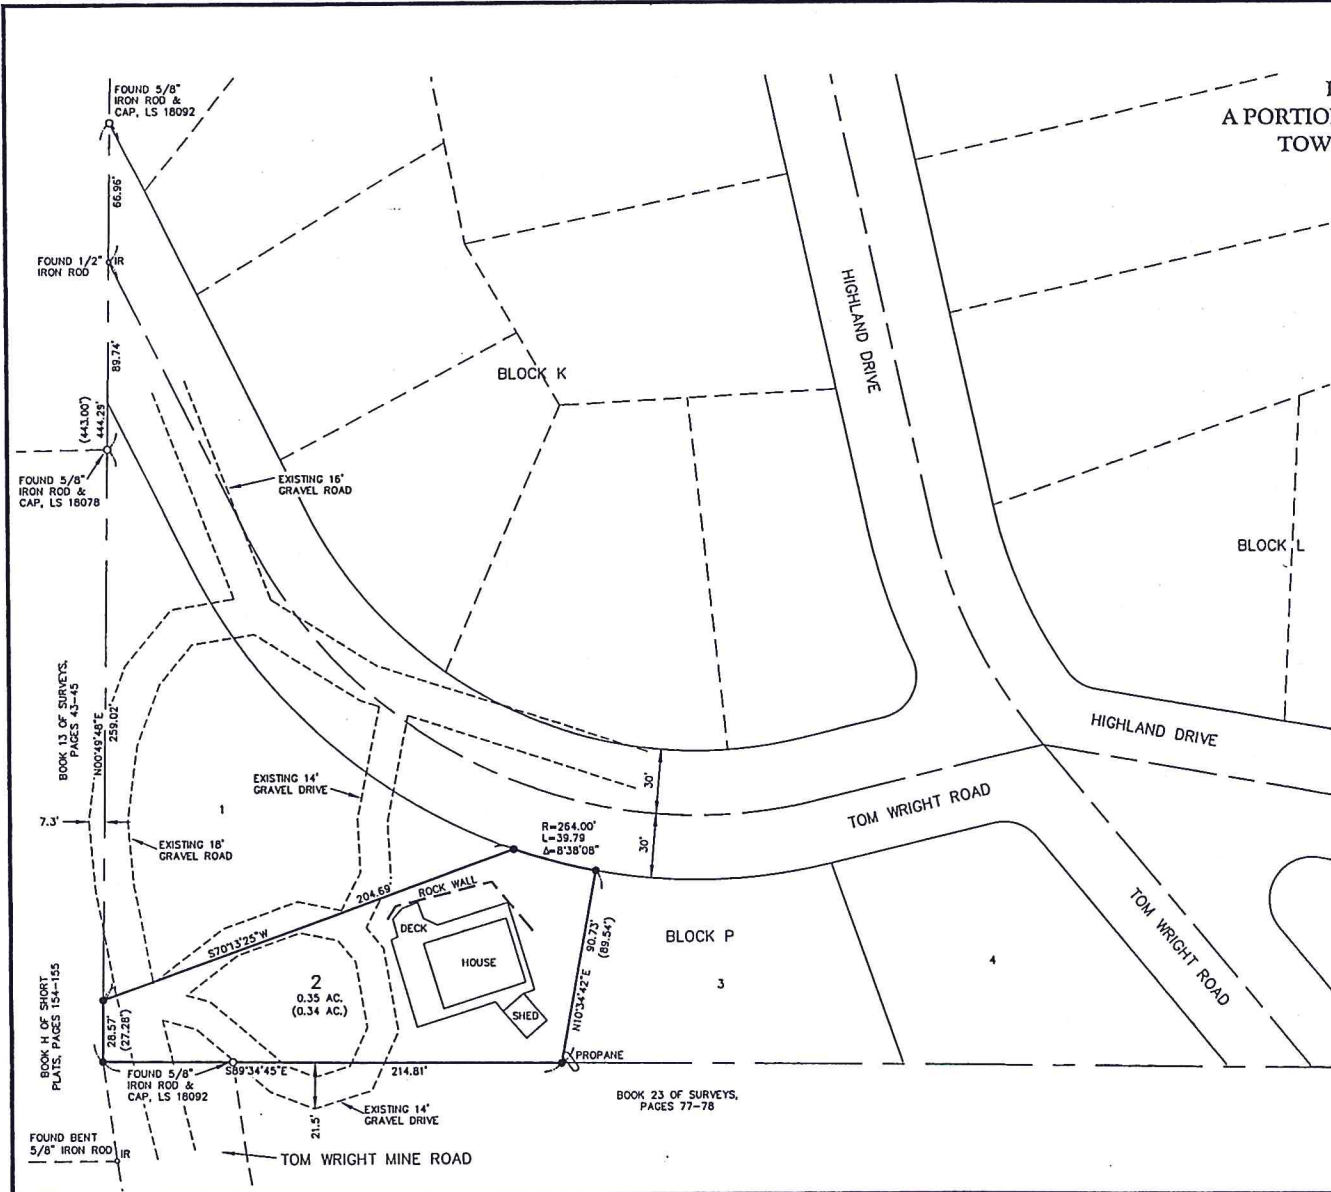 A PORTION
TOW
FOUND 5/8"
IRON ROD &
CAP, LS 18092
66.96'
FOUND 1/2"
IRON ROD
IR
89.74'
(443.00')
444.29'
FOUND 5/8"
IRON ROD &
CAP, LS 18078
BLOCK K
HIGHLAND DRIVE
EXISTING 16'
GRAVEL ROAD
BLOCK L
BOOK 13 OF SURVEYS,
PAGES 43-45
N00°49'48"E
259.02'
HIGHLAND DRIVE
EXISTING 14'
GRAVEL DRIVE
30'
30'
TOM WRIGHT ROAD
7.3'
1
EXISTING 18'
GRAVEL ROAD
R=264.00'
L=39.79
Δ=8°38'08"
204.69'
S70°13'25"W
ROCK WALL
DECK
HOUSE
SHED
90.73'
(89.54')
N10°34'42"E
BLOCK P
3
4
TOM WRIGHT ROAD
2
0.35 AC.
(0.34 AC.)
BOOK H OF SHORT
PLATS, PAGES 154-155
28.57'
(27.28')
FOUND 5/8"
IRON ROD &
CAP, LS 18092
S89°34'45"E
214.81'
PROPANE
BOOK 23 OF SURVEYS,
PAGES 77-78
21.5'
EXISTING 14'
GRAVEL DRIVE
FOUND BENT
5/8" IRON ROD
IR
TOM WRIGHT MINE ROAD